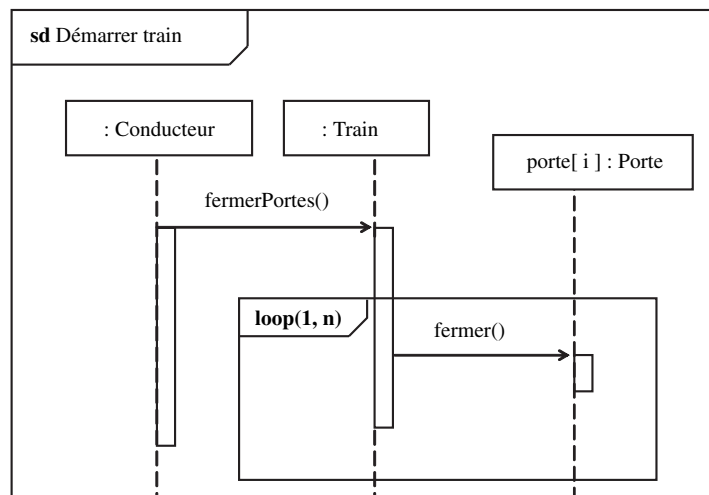 sd Démarrer train
: Conducteur
: Train
porte[ i ] : Porte
fermerPortes()
loop(1, n)
fermer()